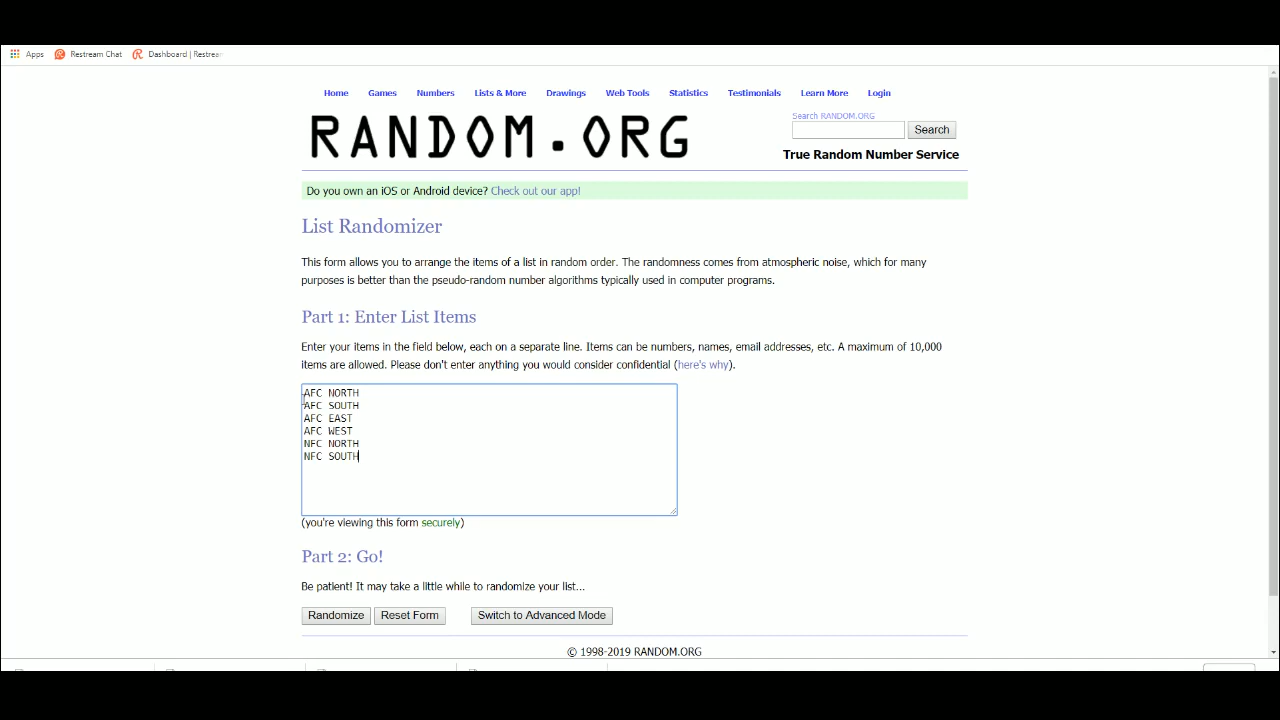 Apps Restream Chat Dashboard | Restrea
Home Games Numbers Lists & More Drawings Web Tools Statistics Testimonials Learn More Login
RANDOM.ORG
Search RANDOM.ORG
Search
True Random Number Service
Do you own an iOS or Android device? Check out our app!
List Randomizer
This form allows you to arrange the items of a list in random order. The randomness comes from atmospheric noise, which for many
purposes is better than the pseudo-random number algorithms typically used in computer programs.
Part 1: Enter List Items
Enter your items in the field below, each on a separate line. Items can be numbers, names, email addresses, etc. A maximum of 10,000
items are allowed. Please don't enter anything you would consider confidential (here's why).
AFC NORTH
AFC SOUTH
AFC EAST
AFC WEST
NFC NORTH
NFC SOUTH
(you're viewing this form securely)
Part 2: Go!
Be patient! It may take a little while to randomize your list...
Randomize Reset Form Switch to Advanced Mode
© 1998-2019 RANDOM.ORG